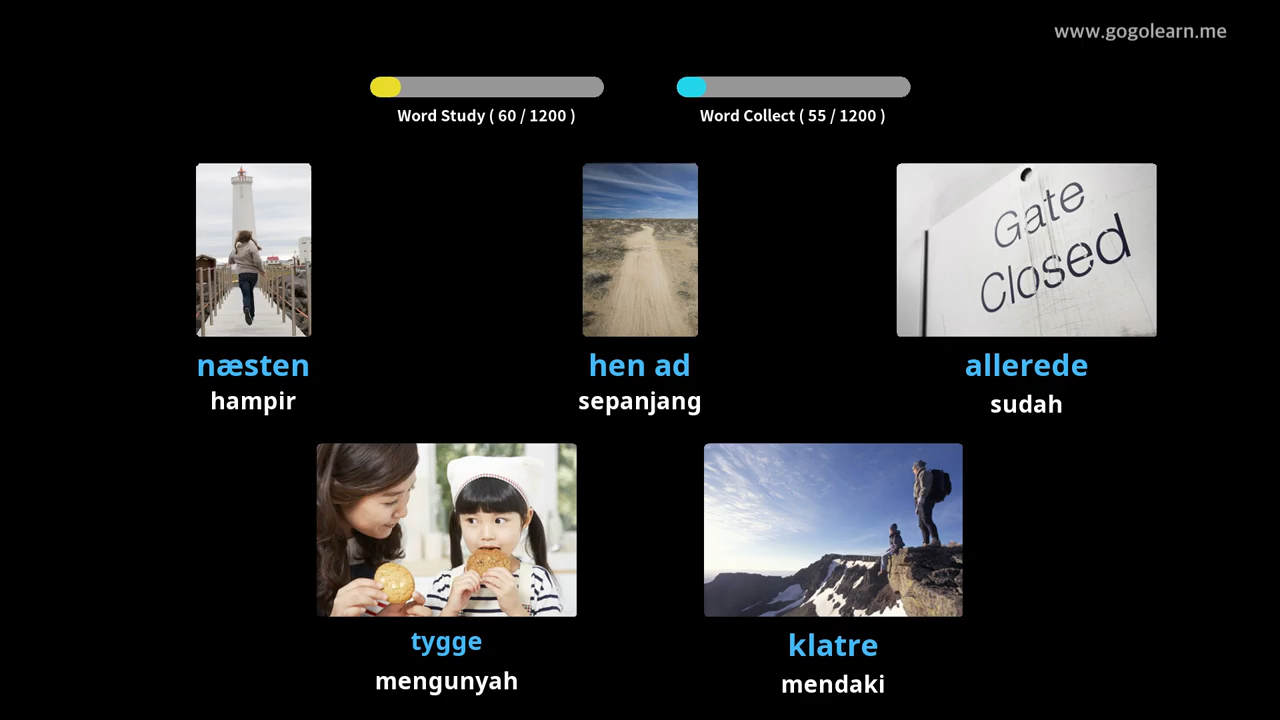 www.gogolearn.me
Word Study ( 60 / 1200 )
Word Collect ( 55 / 1200 )
Gate
Closed
næsten
hampir
hen ad
sepanjang
allerede
sudah
tygge
mengunyah
klatre
mendaki